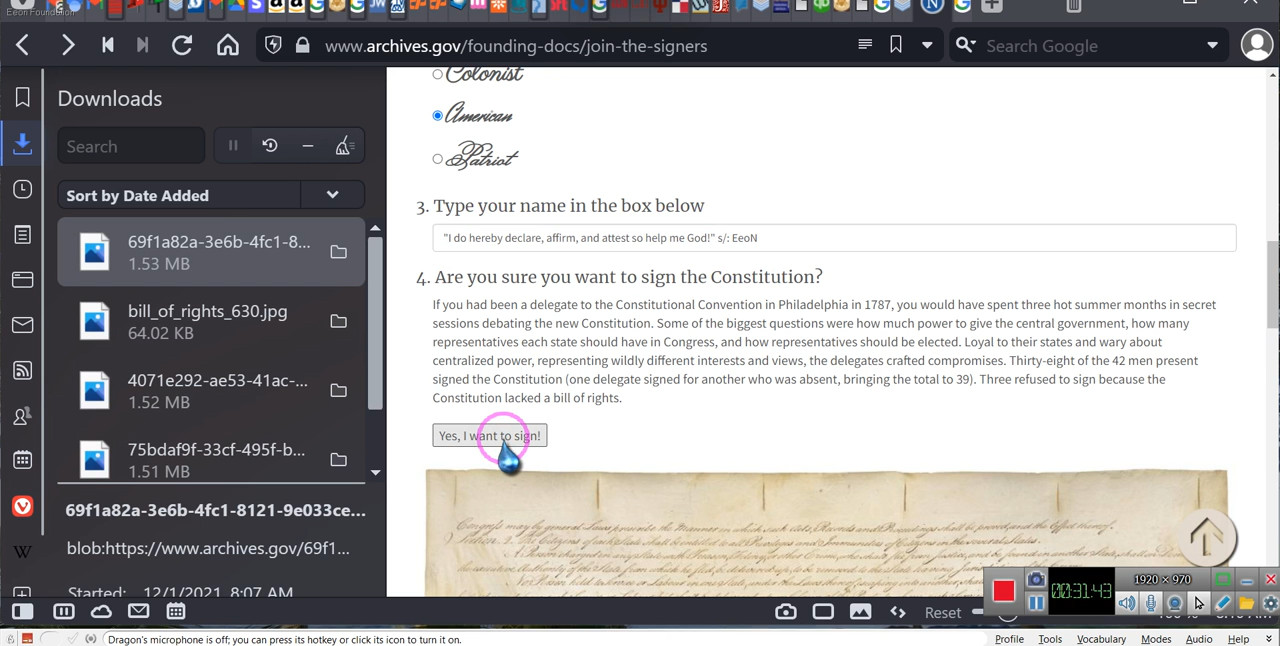 Eeon Foundation
www.archives.gov/founding-docs/join-the-signers
Search Google
Downloads
Search
Sort by Date Added
69f1a82a-3e6b-4fc1-8...
1.53 MB
bill_of_rights_630.jpg
64.02 KB
4071e292-ae53-41ac-...
1.52 MB
75bdaf9f-33cf-495f-b...
1.51 MB
69f1a82a-3e6b-4fc1-8121-9e033ce...
blob:https://www.archives.gov/69f1...
Started: 12/1/2021, 8:07 AM
Colonist
American
Patriot
3. Type your name in the box below
"I do hereby declare, affirm, and attest so help me God!" s/: EeoN
4. Are you sure you want to sign the Constitution?
If you had been a delegate to the Constitutional Convention in Philadelphia in 1787, you would have spent three hot summer months in secret
sessions debating the new Constitution. Some of the biggest questions were how much power to give the central government, how many
representatives each state should have in Congress, and how representatives should be elected. Loyal to their states and wary about
centralized power, representing wildly different interests and views, the delegates crafted compromises. Thirty-eight of the 42 men present
signed the Constitution (one delegate signed for another who was absent, bringing the total to 39). Three refused to sign because the
Constitution lacked a bill of rights.
Yes, I want to sign!
1920 × 970
00:31:43
Reset
Dragon's microphone is off; you can press its hotkey or click its icon to turn it on.
Profile Tools Vocabulary Modes Audio Help